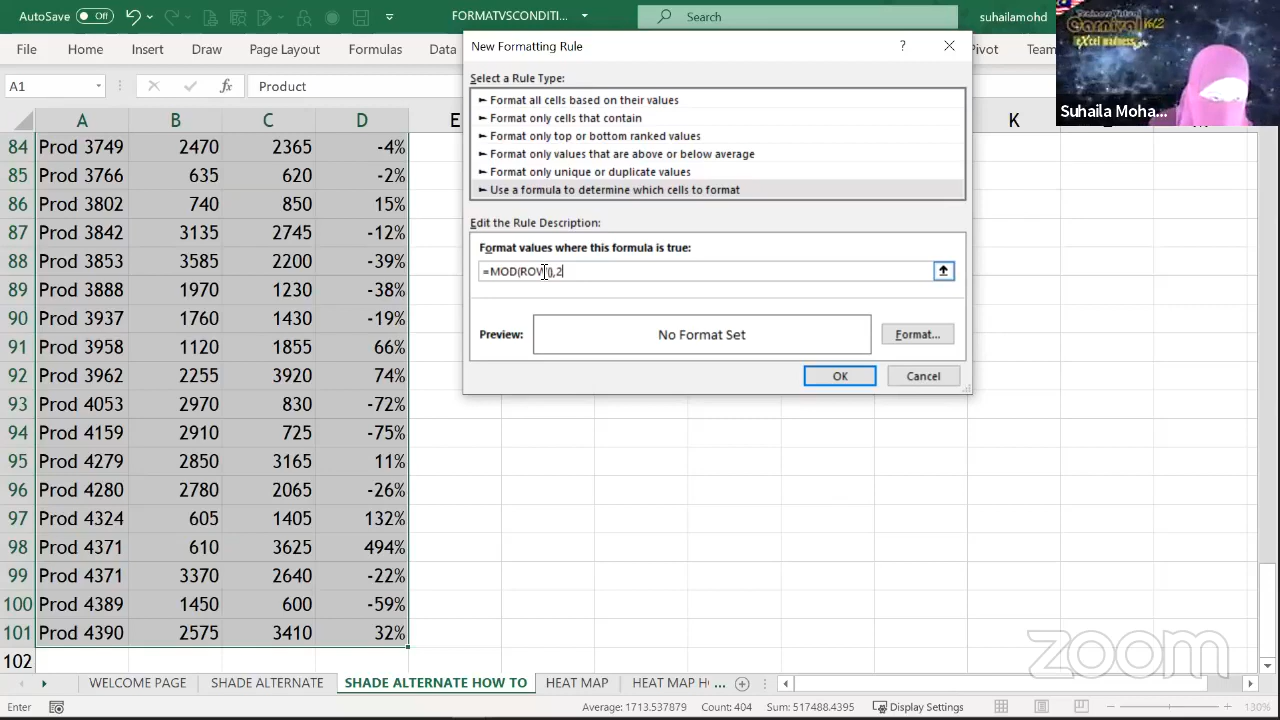 AutoSave Off FORMATVSCONDITI... Search suhailamohd
File Home Insert Draw Page Layout Formulas Data Pivot Team
A1 fx Product
New Formatting Rule ?
Select a Rule Type:
► Format all cells based on their values
► Format only cells that contain
► Format only top or bottom ranked values
► Format only values that are above or below average
► Format only unique or duplicate values
► Use a formula to determine which cells to format
Edit the Rule Description:
Format values where this formula is true:
=MOD(ROW(),2
Preview: No Format Set Format...
OK Cancel
Carnival Vol2
excel madness
Suhaila Moha...
A B C D E K
84 Prod 3749 2470 2365 -4%
85 Prod 3766 635 620 -2%
86 Prod 3802 740 850 15%
87 Prod 3842 3135 2745 -12%
88 Prod 3853 3585 2200 -39%
89 Prod 3888 1970 1230 -38%
90 Prod 3937 1760 1430 -19%
91 Prod 3958 1120 1855 66%
92 Prod 3962 2255 3920 74%
93 Prod 4053 2970 830 -72%
94 Prod 4159 2910 725 -75%
95 Prod 4279 2850 3165 11%
96 Prod 4280 2780 2065 -26%
97 Prod 4324 605 1405 132%
98 Prod 4371 610 3625 494%
99 Prod 4371 3370 2640 -22%
100 Prod 4389 1450 600 -59%
101 Prod 4390 2575 3410 32%
102
zoom
WELCOME PAGE SHADE ALTERNATE SHADE ALTERNATE HOW TO HEAT MAP HEAT MAP H ...
Enter Average: 1713.537879 Count: 404 Sum: 517488.4395 Display Settings 130%